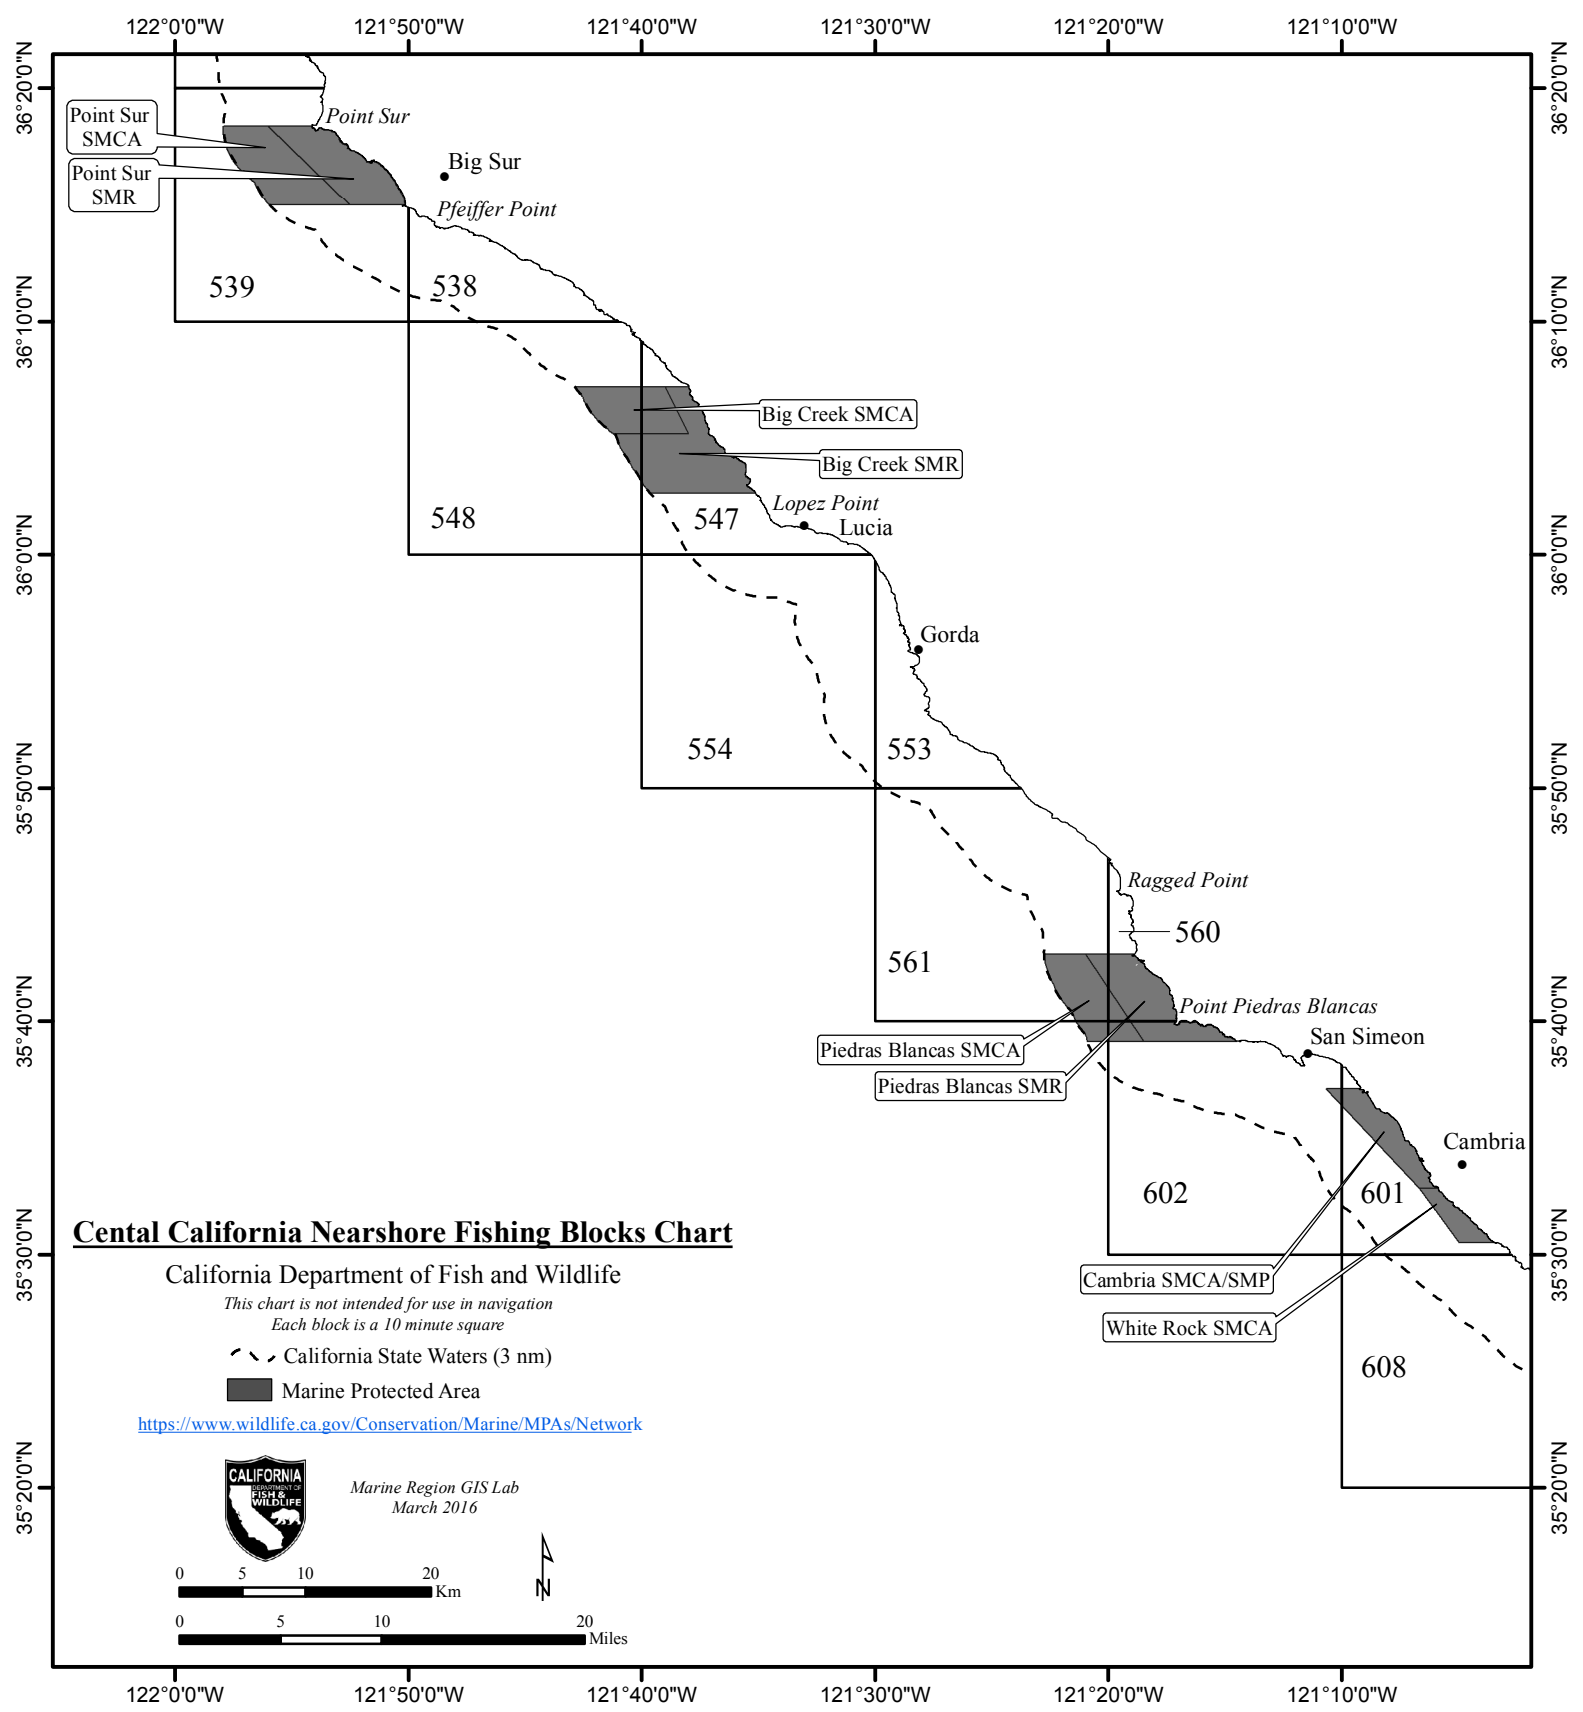 122°0'0"W
121°50'0"W
121°40'0"W
121°30'0"W
121°20'0"W
121°10'0"W
36°20'0"N
36°20'0"N
Point Sur
SMCA
Point Sur
Big Sur
Point Sur
SMR
Pfeiffer Point
539
538
36°10'0"N
36°10'0"N
Big Creek SMCA
Big Creek SMR
Lopez Point
548
547
Lucia
36°0'0"N
36°0'0"N
Gorda
554
553
35°50'0"N
35°50'0"N
Ragged Point
560
561
Point Piedras Blancas
35°40'0"N
35°40'0"N
San Simeon
Piedras Blancas SMCA
Piedras Blancas SMR
Cambria
602
601
35°30'0"N
35°30'0"N
Cambria SMCA/SMP
White Rock SMCA
608
35°20'0"N
35°20'0"N
Cental California Nearshore Fishing Blocks Chart
California Department of Fish and Wildlife
This chart is not intended for use in navigation
Each block is a 10 minute square
California State Waters (3 nm)
Marine Protected Area
https://www.wildlife.ca.gov/Conservation/Marine/MPAs/Network
CALIFORNIA
DEPARTMENT OF
FISH &
WILDLIFE
Marine Region GIS Lab
March 2016
N
0 5 10 20
Km
0 5 10 20
Miles
122°0'0"W
121°50'0"W
121°40'0"W
121°30'0"W
121°20'0"W
121°10'0"W